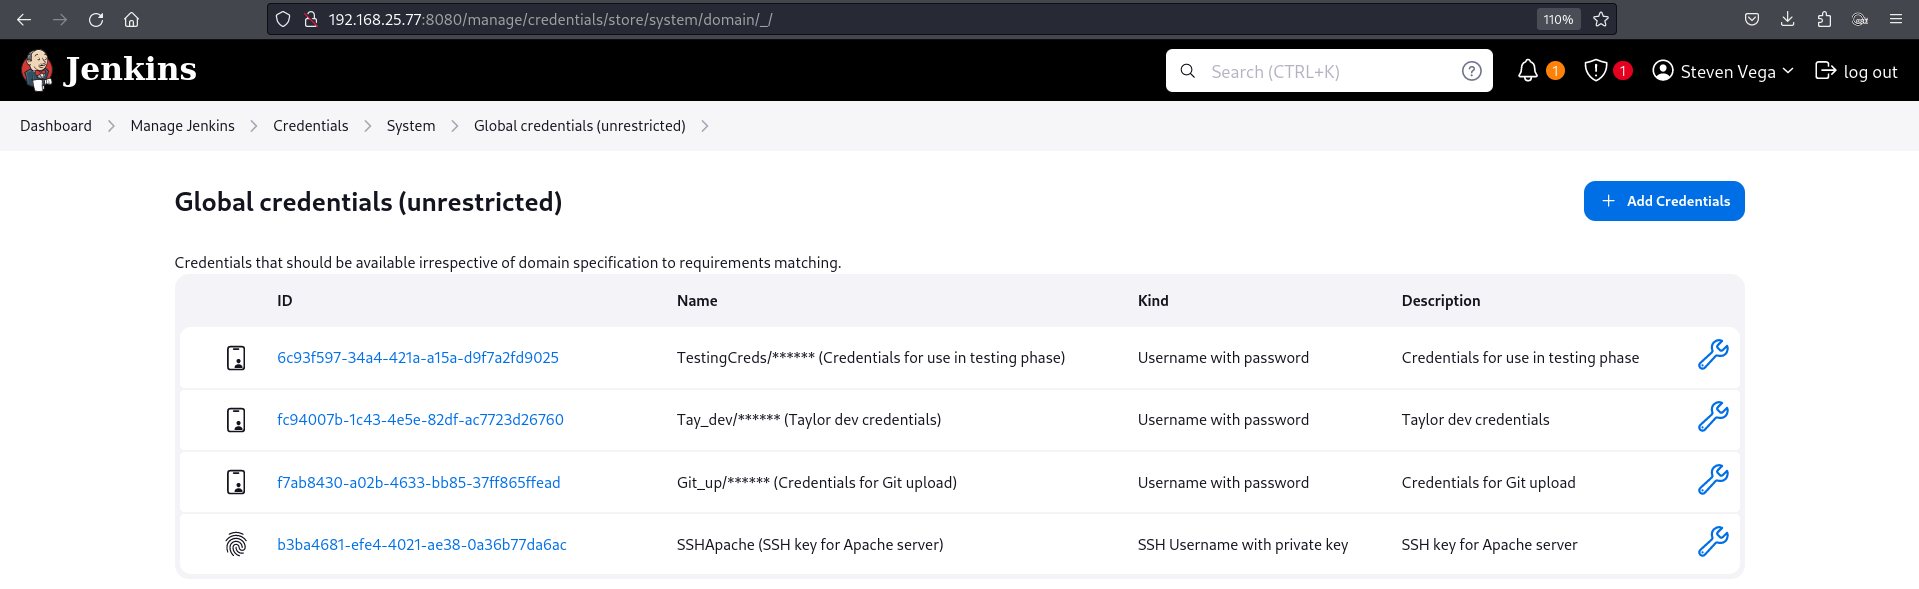 192.168.25.77:8080/manage/credentials/store/system/domain/_/ 110%
Jenkins Search (CTRL+K) ? 1 1 Steven Vega log out
Dashboard Manage Jenkins Credentials System Global credentials (unrestricted)
Global credentials (unrestricted) + Add Credentials
Credentials that should be available irrespective of domain specification to requirements matching.
ID Name Kind Description
6c93f597-34a4-421a-a15a-d9f7a2fd9025 TestingCreds/****** (Credentials for use in testing phase) Username with password Credentials for use in testing phase
fc94007b-1c43-4e5e-82df-ac7723d26760 Tay_dev/****** (Taylor dev credentials) Username with password Taylor dev credentials
f7ab8430-a02b-4633-bb85-37ff865ffead Git_up/****** (Credentials for Git upload) Username with password Credentials for Git upload
b3ba4681-efe4-4021-ae38-0a36b77da6ac SSHApache (SSH key for Apache server) SSH Username with private key SSH key for Apache server